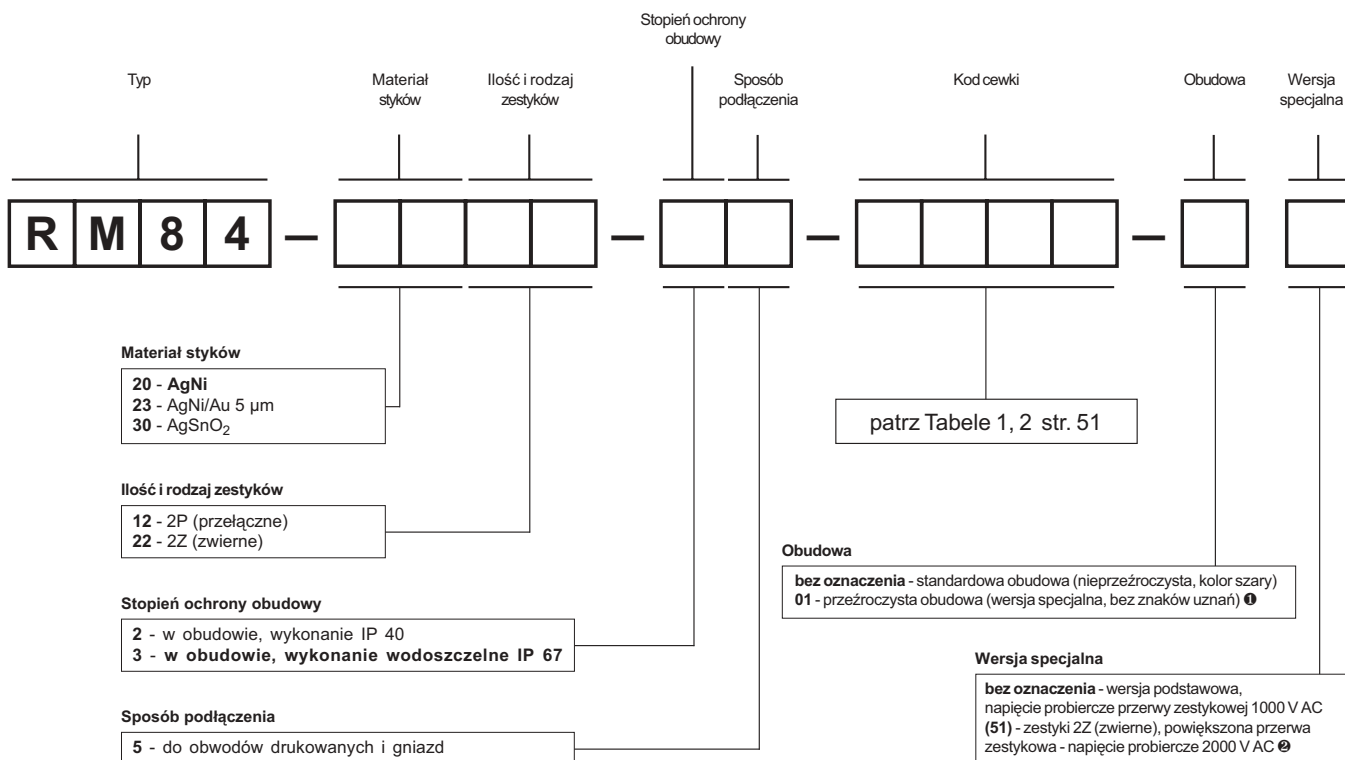 Stopień ochrony
obudowy
Typ
Materiał
styków
Ilość i rodzaj
zestyków
Sposób
podłączenia
Kod cewki
Obudowa
Wersja
specjalna
R M 8 4 – – – –
Materiał styków
20 - AgNi
23 - AgNi/Au 5 µm
30 - AgSnO₂
patrz Tabele 1, 2 str. 51
Ilość i rodzaj zestyków
12 - 2P (przełączne)
22 - 2Z (zwierne)
Obudowa
bez oznaczenia - standardowa obudowa (nieprzeźroczysta, kolor szary)
01 - przeźroczysta obudowa (wersja specjalna, bez znaków uznań) ❶
Stopień ochrony obudowy
2 - w obudowie, wykonanie IP 40
3 - w obudowie, wykonanie wodoszczelne IP 67
Wersja specjalna
bez oznaczenia - wersja podstawowa,
napięcie probiercze przerwy zestykowej 1000 V AC
(51) - zestyki 2Z (zwierne), powiększona przerwa
zestykowa - napięcie probiercze 2000 V AC ❷
Sposób podłączenia
5 - do obwodów drukowanych i gniazd